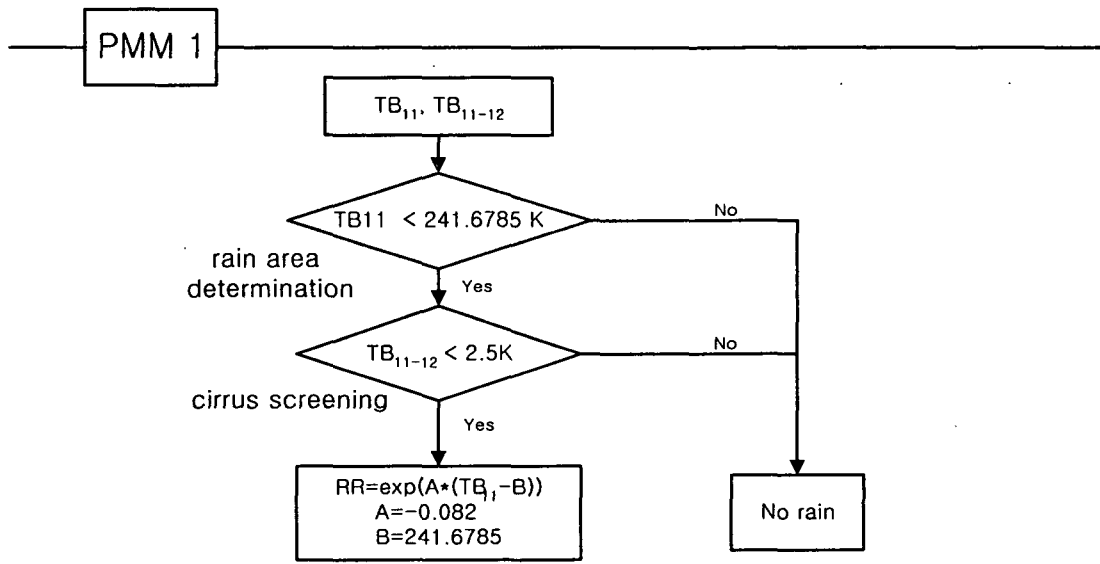 PMM 1
TB11, TB11-12
TB11 < 241.6785 K
No
rain area
determination
Yes
TB11-12 < 2.5K
No
cirrus screening
Yes
RR=exp(A*(TB11-B))
A=-0.082
B=241.6785
No rain